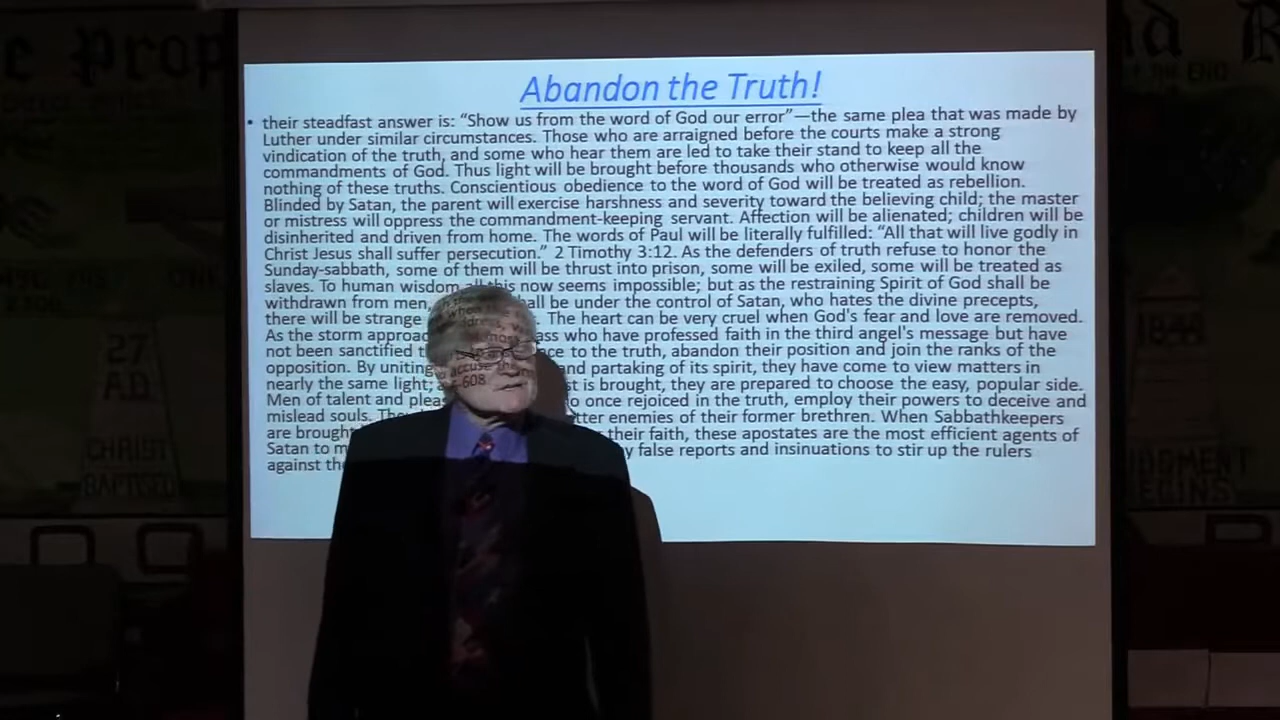 e Prop
nd R
Abandon the Truth!
• their steadfast answer is: “Show us from the word of God our error”—the same plea that was made by
Luther under similar circumstances. Those who are arraigned before the courts make a strong
vindication of the truth, and some who hear them are led to take their stand to keep all the
commandments of God. Thus light will be brought before thousands who otherwise would know
nothing of these truths. Conscientious obedience to the word of God will be treated as rebellion.
Blinded by Satan, the parent will exercise harshness and severity toward the believing child; the master
or mistress will oppress the commandment-keeping servant. Affection will be alienated; children will be
disinherited and driven from home. The words of Paul will be literally fulfilled: “All that will live godly in
Christ Jesus shall suffer persecution.” 2 Timothy 3:12. As the defenders of truth refuse to honor the
Sunday-sabbath, some of them will be thrust into prison, some will be exiled, some will be treated as
slaves. To human wisdom all this now seems impossible; but as the restraining Spirit of God shall be
withdrawn from men, hall be under the control of Satan, who hates the divine precepts,
there will be strange The heart can be very cruel when God's fear and love are removed.
As the storm approac ass who have professed faith in the third angel's message but have
not been sanctified ce to the truth, abandon their position and join the ranks of the
opposition. By uniting and partaking of its spirit, they have come to view matters in
nearly the same light; st is brought, they are prepared to choose the easy, popular side.
Men of talent and pleas o once rejoiced in the truth, employ their powers to deceive and
mislead souls. They tter enemies of their former brethren. When Sabbathkeepers
are brought their faith, these apostates are the most efficient agents of
Satan to m y false reports and insinuations to stir up the rulers
against the
accuse
608
27
A.D.
CHRIST
BAPTISED
1844
JUDGMENT
BEGINS